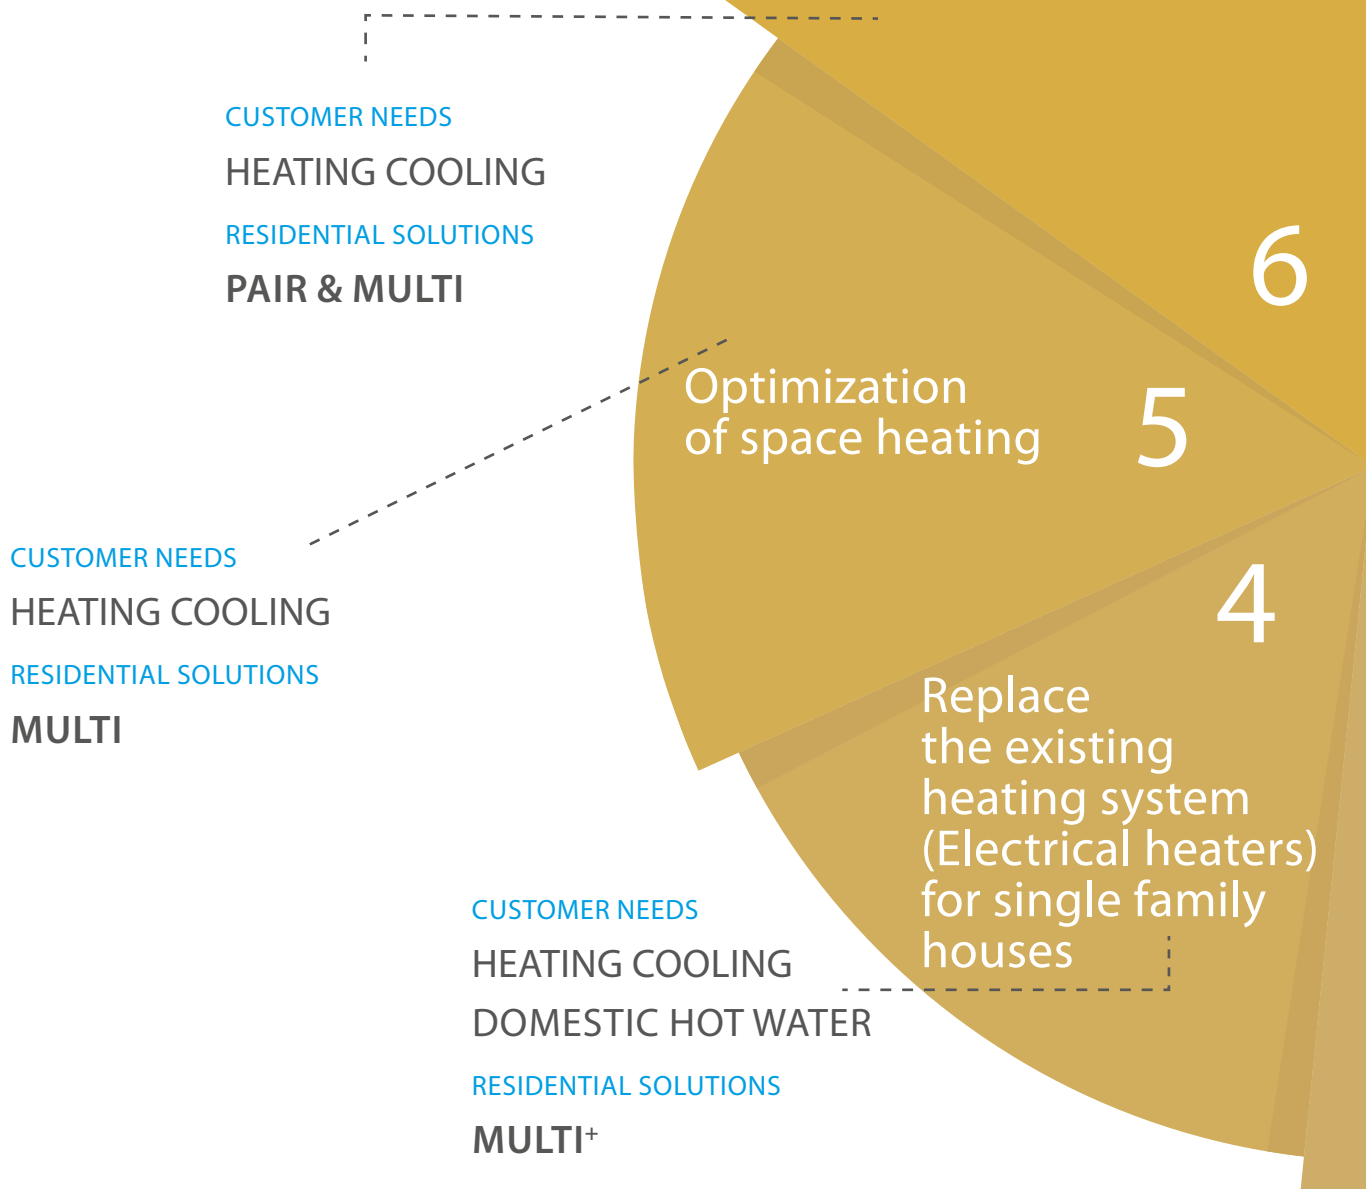 CUSTOMER NEEDS
HEATING COOLING
RESIDENTIAL SOLUTIONS
PAIR & MULTI
6
Optimization
of space heating
5
CUSTOMER NEEDS
HEATING COOLING
RESIDENTIAL SOLUTIONS
MULTI
4
Replace
the existing
heating system
(Electrical heaters)
for single family
houses
CUSTOMER NEEDS
HEATING COOLING
DOMESTIC HOT WATER
RESIDENTIAL SOLUTIONS
MULTI⁺